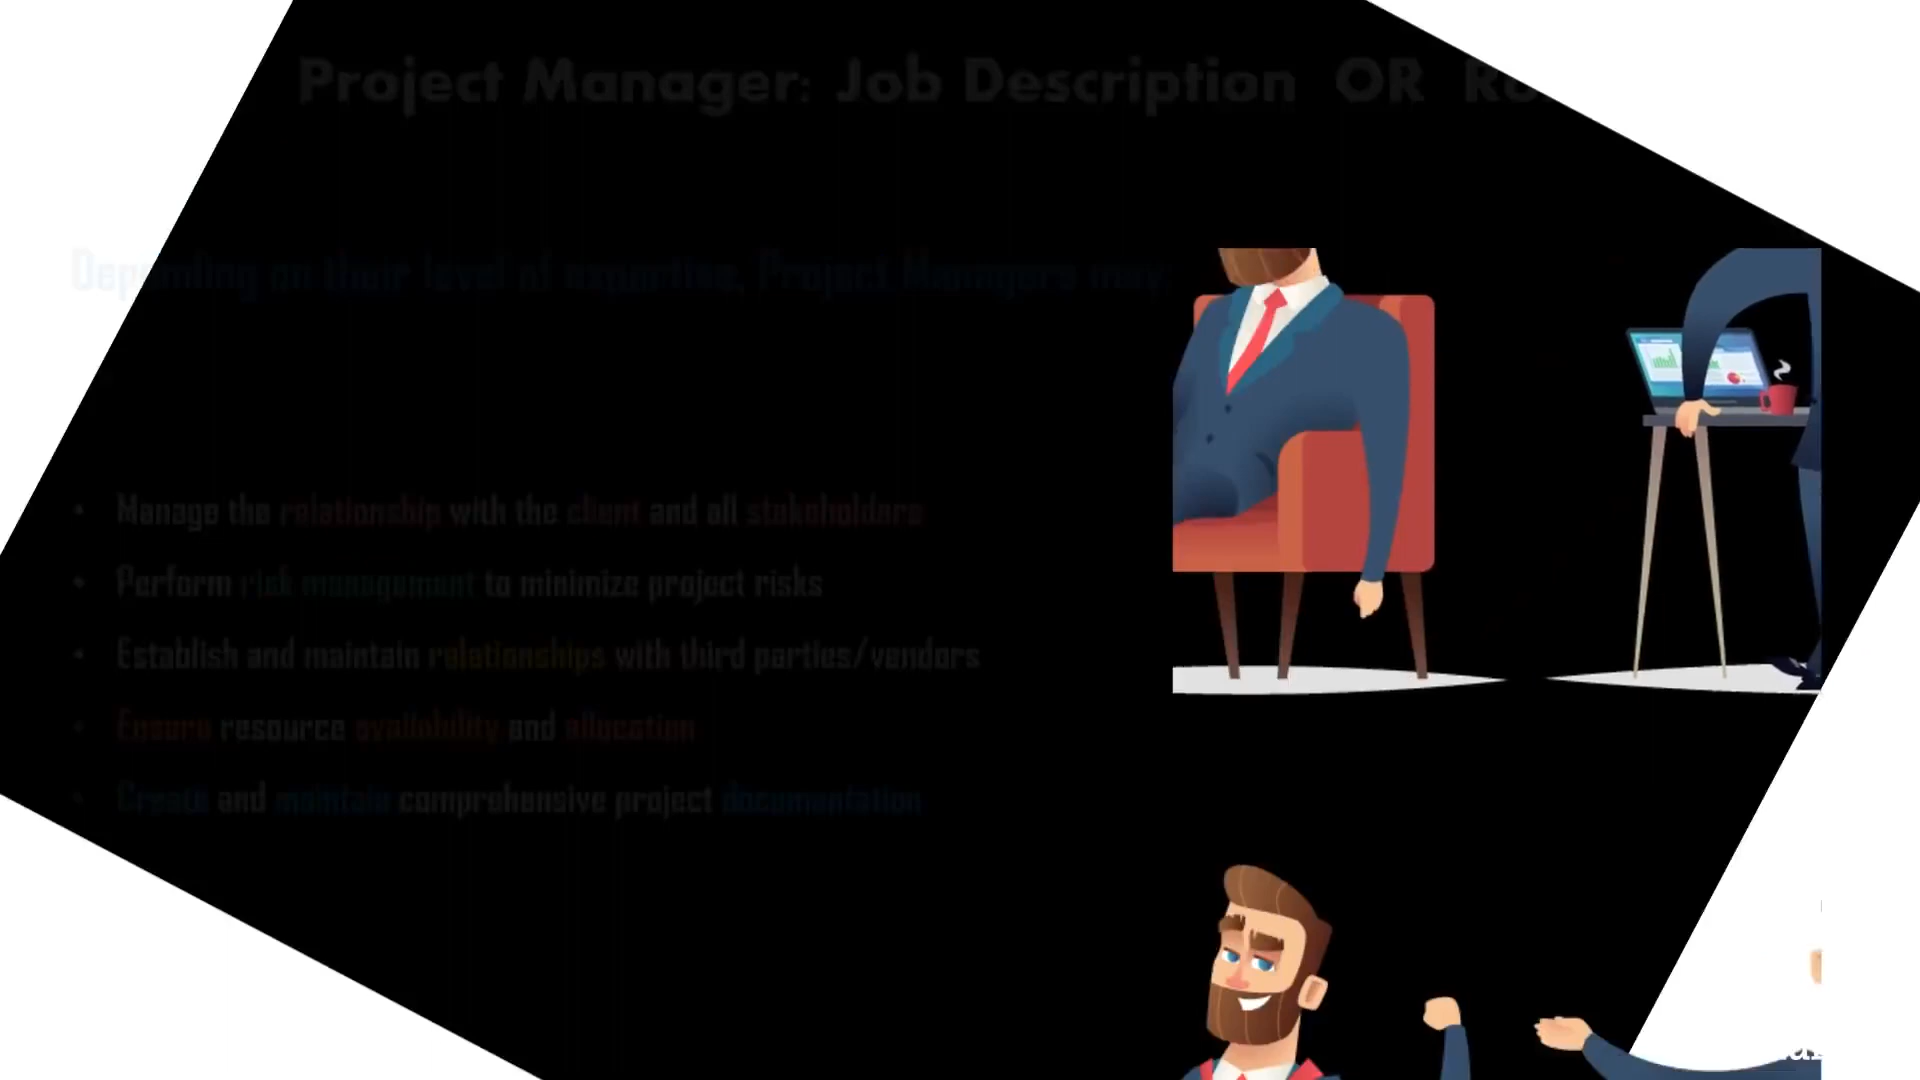 Project Manager: Job Description OR
Depending on their level of expertise, Project Managers may
• Manage the relationship with the client and all stakeholders
• Perform risk management to minimize project risks
• Establish and maintain relationships with third parties/vendors
• Ensure resource availability and allocation
• Create and maintain comprehensive project documentation